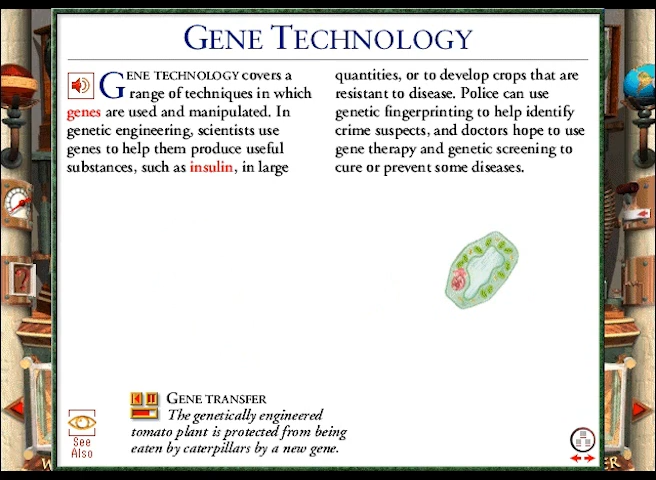 GENE TECHNOLOGY
GENE TECHNOLOGY covers a
range of techniques in which
genes are used and manipulated. In
genetic engineering, scientists use
genes to help them produce useful
substances, such as insulin, in large
quantities, or to develop crops that are
resistant to disease. Police can use
genetic fingerprinting to help identify
crime suspects, and doctors hope to use
gene therapy and genetic screening to
cure or prevent some diseases.
GENE TRANSFER
The genetically engineered
tomato plant is protected from being
eaten by caterpillars by a new gene.
See
Also